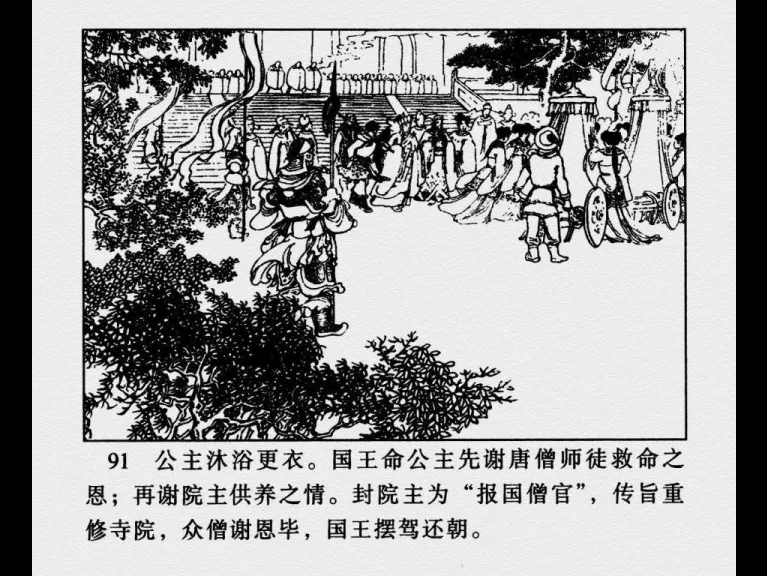 91 公主沐浴更衣。国王命公主先谢唐僧师徒救命之
恩；再谢院主供养之情。封院主为“报国僧官”，传旨重
修寺院，众僧谢恩毕，国王摆驾还朝。